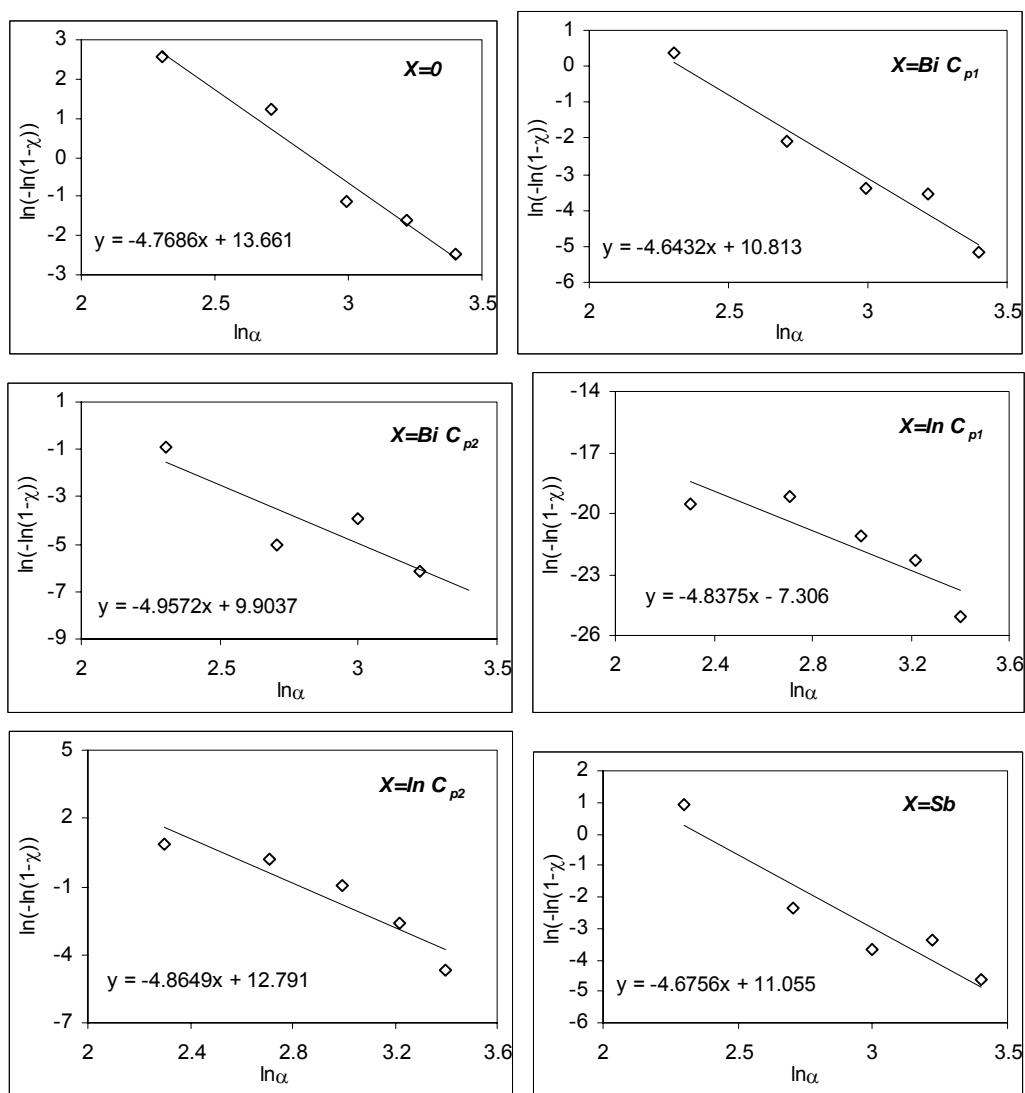 3
2
1
0
-1
-2
-3
2
2.5
3
3.5
ln(-ln(1-χ))
lnα
X=0
y = -4.7686x + 13.661
1
0
-1
-2
-3
-4
-5
-6
2
2.5
3
3.5
ln(-ln(1-χ))
lnα
X=Bi C p1
y = -4.6432x + 10.813
1
-1
-3
-5
-7
-9
2
2.5
3
3.5
ln(-ln(1-χ))
lnα
X=Bi C p2
y = -4.9572x + 9.9037
-14
-17
-20
-23
-26
2
2.4
2.8
3.2
3.6
ln(-ln(1-χ))
lnα
X=In C p1
y = -4.8375x - 7.306
5
2
-1
-4
-7
2
2.4
2.8
3.2
3.6
ln(-ln(1-χ))
lnα
X=In C p2
y = -4.8649x + 12.791
2
1
0
-1
-2
-3
-4
-5
-6
2
2.5
3
3.5
ln(-ln(1-χ)
lnα
X=Sb
y = -4.6756x + 11.055